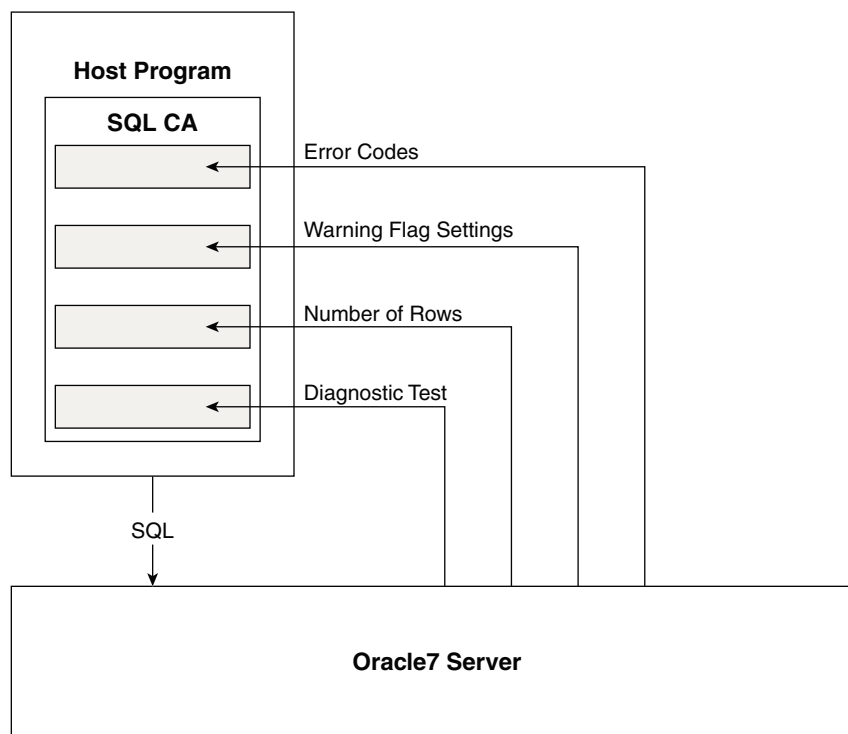 Host Program
SQL CA
Error Codes
Warning Flag Settings
Number of Rows
Diagnostic Test
SQL
Oracle7 Server